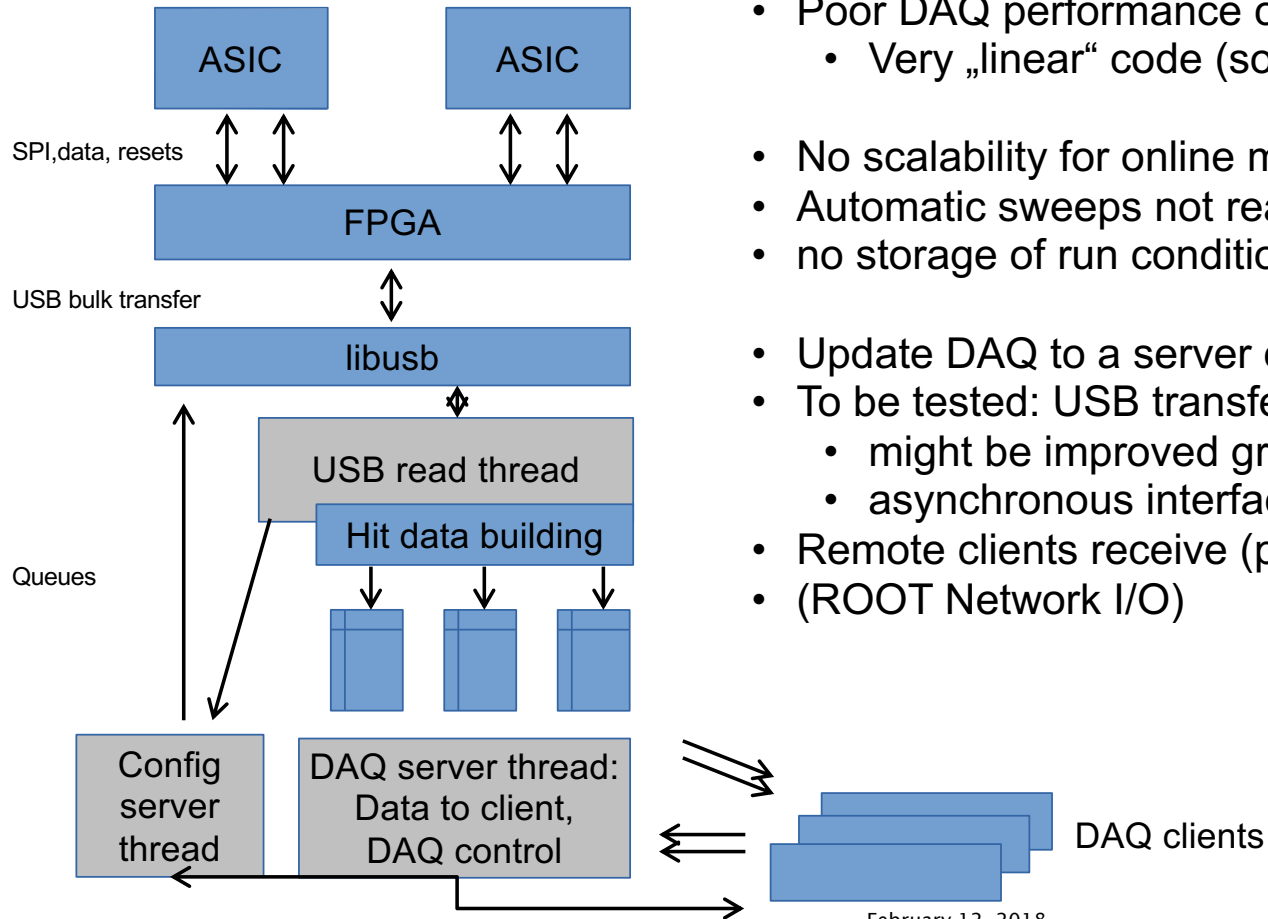 ASIC
ASIC
SPI,data, resets
FPGA
USB bulk transfer
libusb
USB read thread
Hit data building
Queues
Config
server
thread
DAQ server thread:
Data to client,
DAQ control
DAQ clients
• Poor DAQ performance
• Very „linear“ code
• No scalability for online
• Automatic sweeps not
• no storage of run
• Update DAQ to a server
• To be tested: USB
• might be improved
• asynchronous
• Remote clients receive
• (ROOT Network I/O)
February 12, 2018